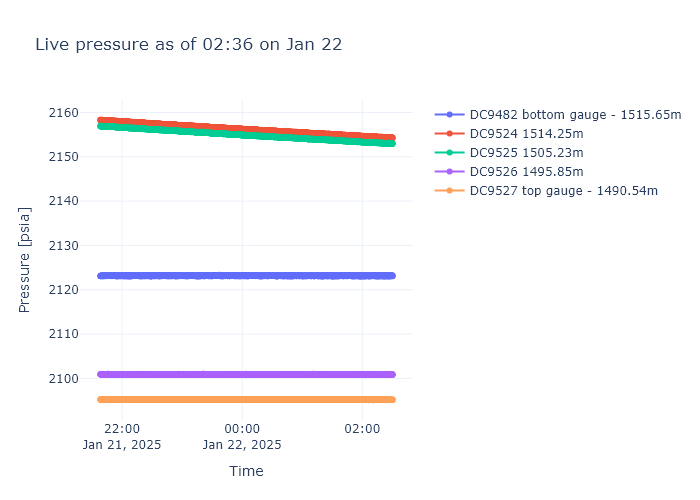 Live pressure as of 02:36 on Jan 22
DC9482 bottom gauge - 1515.65m
DC9524 1514.25m
DC9525 1505.23m
DC9526 1495.85m
DC9527 top gauge - 1490.54m
Pressure [psia]
2160
2150
2140
2130
2120
2110
2100
22:00
Jan 21, 2025
00:00
Jan 22, 2025
02:00
Time